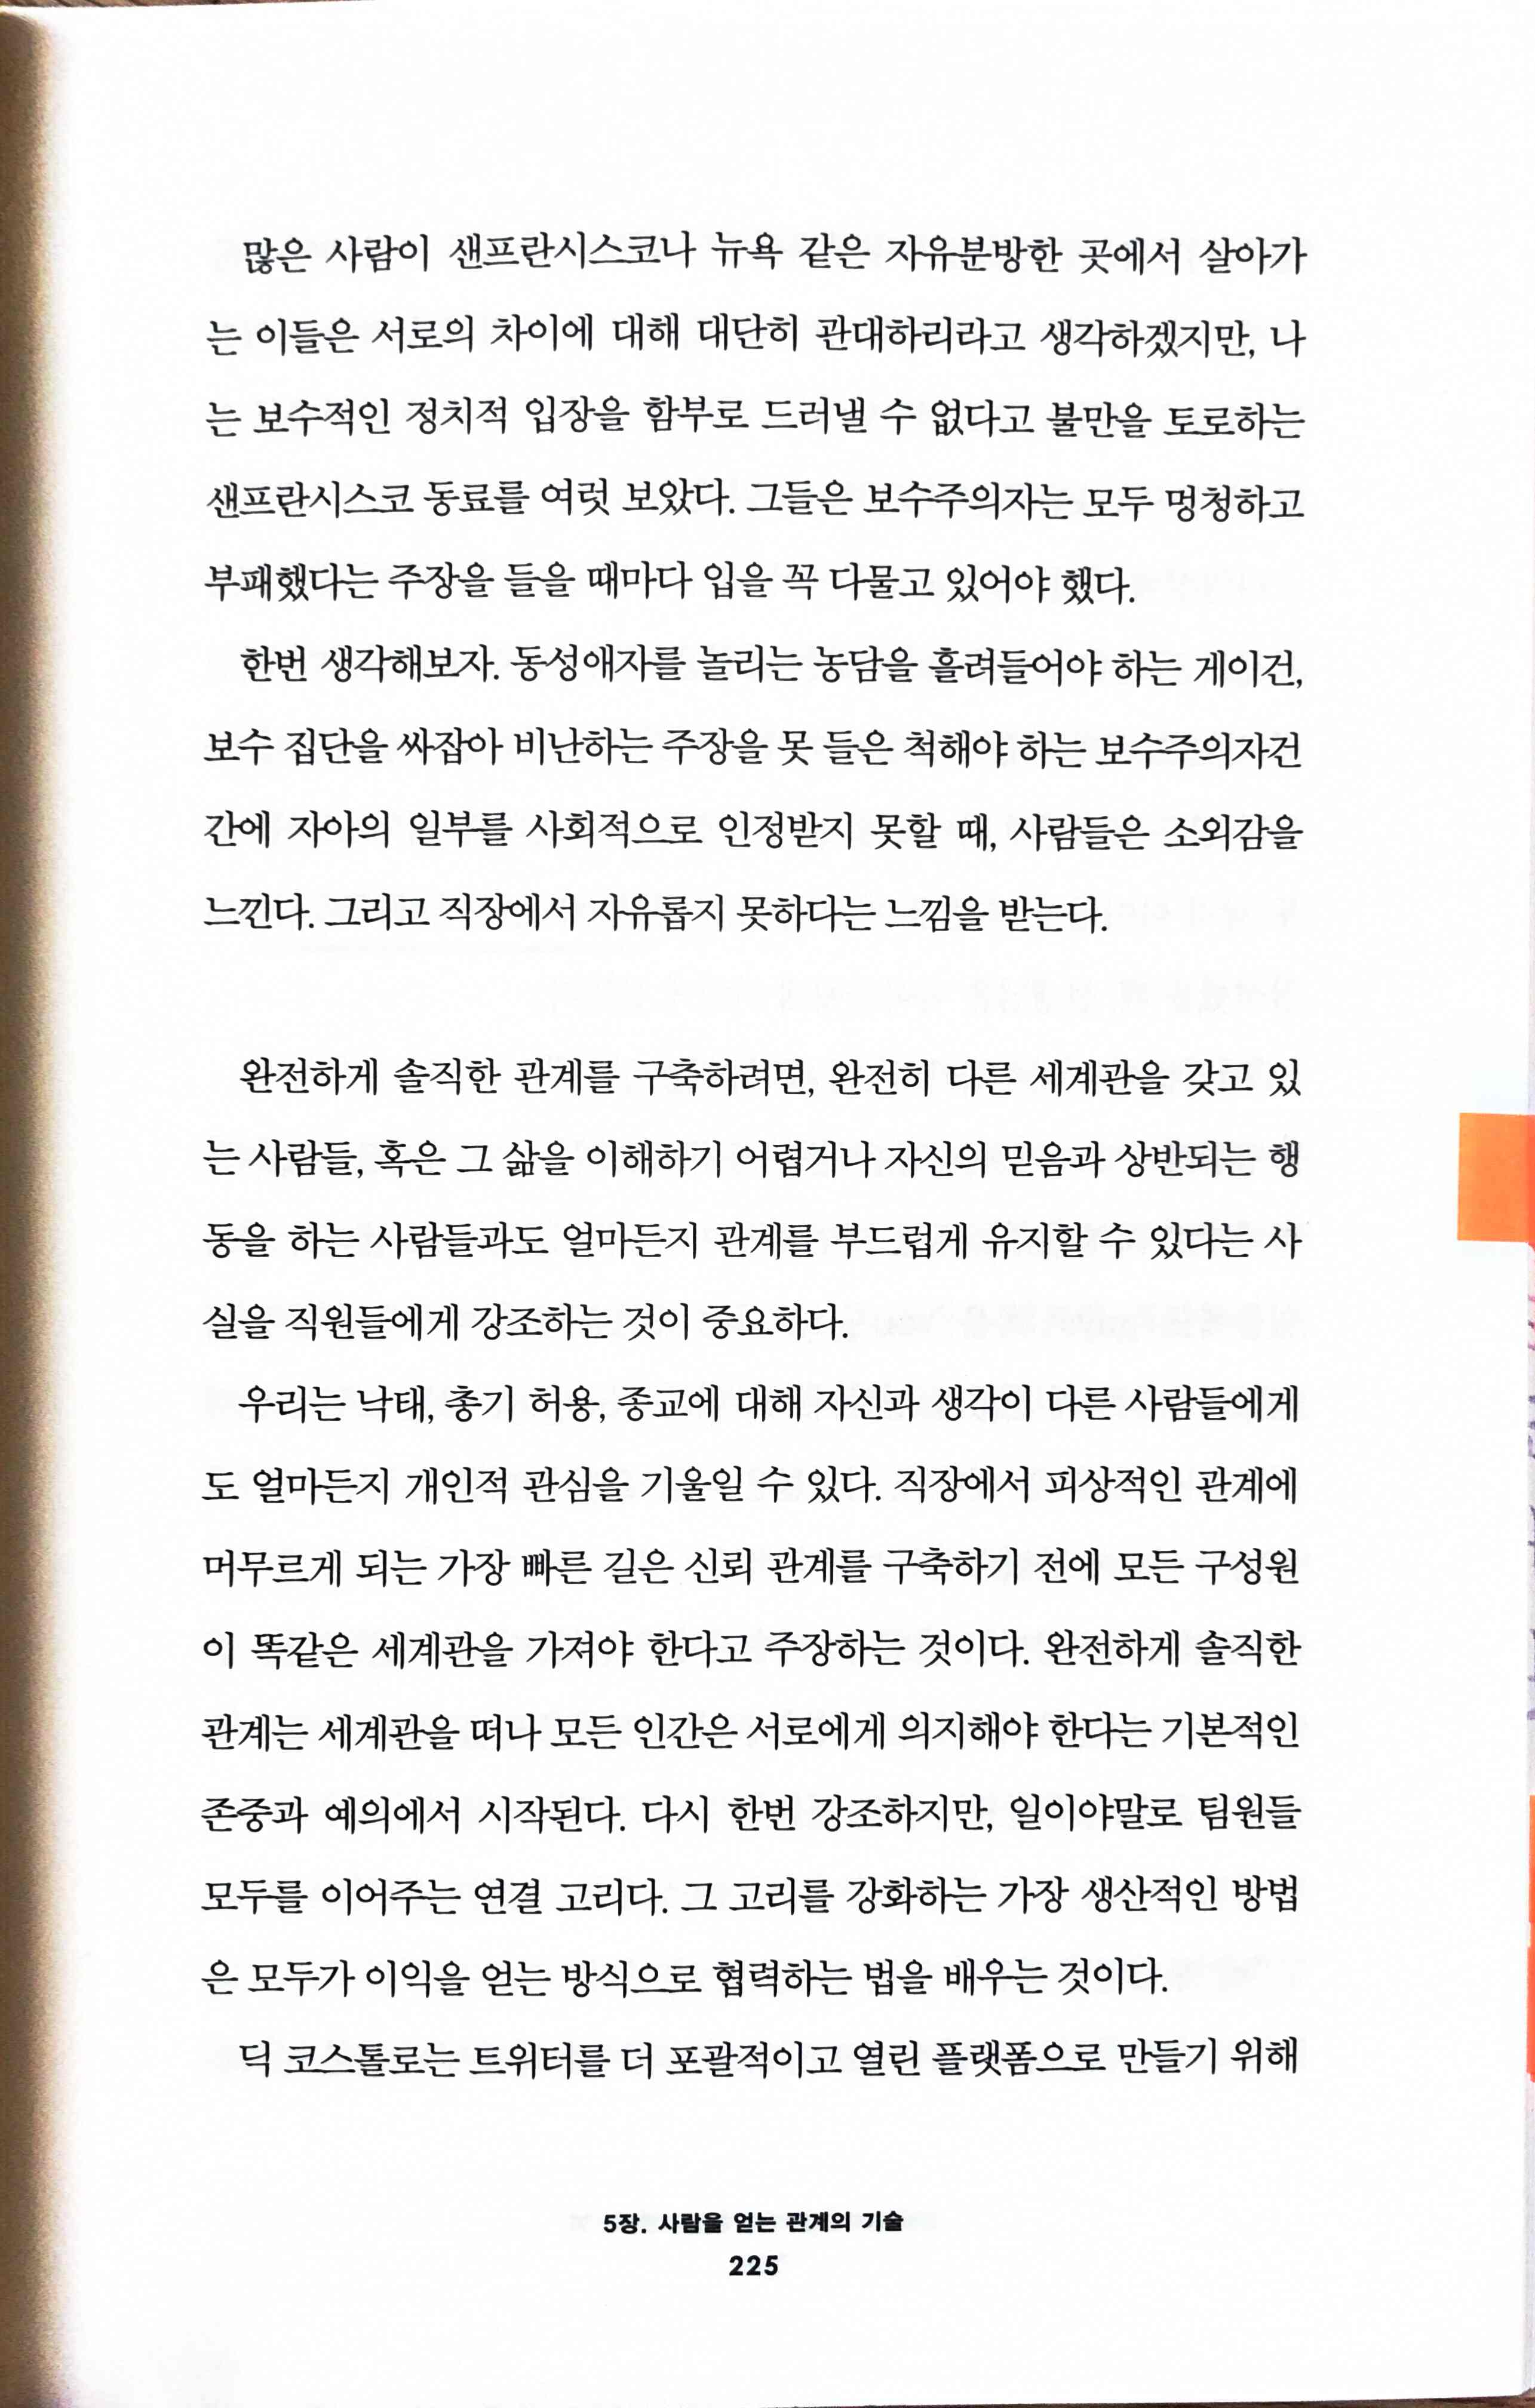 많은 사람이 샌프란시스코나 뉴욕 같은 자유분방한 곳에서 살아가
는 이들은 서로의 차이에 대해 대단히 관대하리라고 생각하겠지만, 나
는 보수적인 정치적 입장을 함부로 드러낼 수 없다고 불만을 토로하는
샌프란시스코 동료를 여럿 보았다. 그들은 보수주의자는 모두 멍청하고
부패했다는 주장을 들을 때마다 입을 꼭 다물고 있어야 했다.
한번 생각해보자. 동성애자를 놀리는 농담을 흘려들어야 하는 게이건,
보수 집단을 싸잡아 비난하는 주장을 못 들은 척해야 하는 보수주의자건
간에 자아의 일부를 사회적으로 인정받지 못할 때, 사람들은 소외감을
느낀다. 그리고 직장에서 자유롭지 못하다는 느낌을 받는다.
완전하게 솔직한 관계를 구축하려면, 완전히 다른 세계관을 갖고 있
는 사람들, 혹은 그 삶을 이해하기 어렵거나 자신의 믿음과 상반되는 행
동을 하는 사람들과도 얼마든지 관계를 부드럽게 유지할 수 있다는 사
실을 직원들에게 강조하는 것이 중요하다.
우리는 낙태, 총기 허용, 종교에 대해 자신과 생각이 다른 사람들에게
도 얼마든지 개인적 관심을 기울일 수 있다. 직장에서 피상적인 관계에
머무르게 되는 가장 빠른 길은 신뢰 관계를 구축하기 전에 모든 구성원
이 똑같은 세계관을 가져야 한다고 주장하는 것이다. 완전하게 솔직한
관계는 세계관을 떠나 모든 인간은 서로에게 의지해야 한다는 기본적인
존중과 예의에서 시작된다. 다시 한번 강조하지만, 일이야말로 팀원들
모두를 이어주는 연결 고리다. 그 고리를 강화하는 가장 생산적인 방법
은 모두가 이익을 얻는 방식으로 협력하는 법을 배우는 것이다.
딕 코스톨로는 트위터를 더 포괄적이고 열린 플랫폼으로 만들기 위해
5장. 사람을 얻는 관계의 기술
225